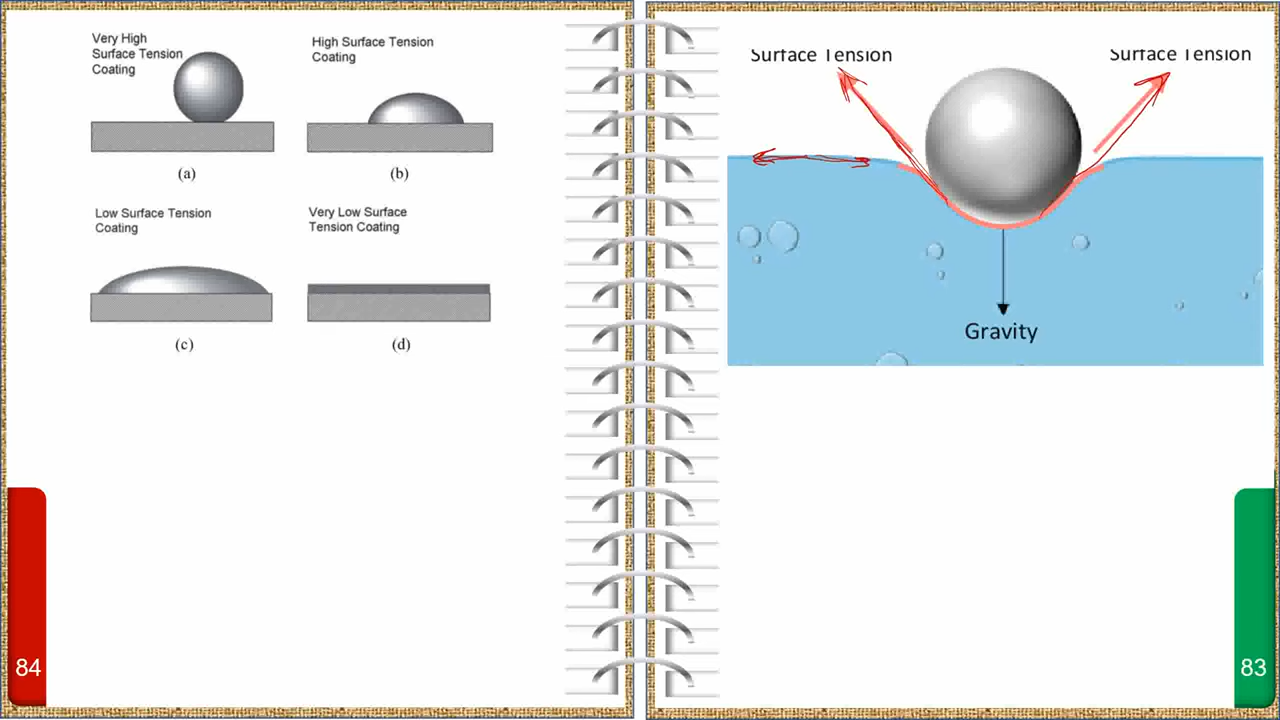 Very High
Surface Tension
Coating
High Surface Tension
Coating
(a)
(b)
Low Surface Tension
Coating
Very Low Surface
Tension Coating
(c)
(d)
84
Surface Tension
Surface Tension
Gravity
83